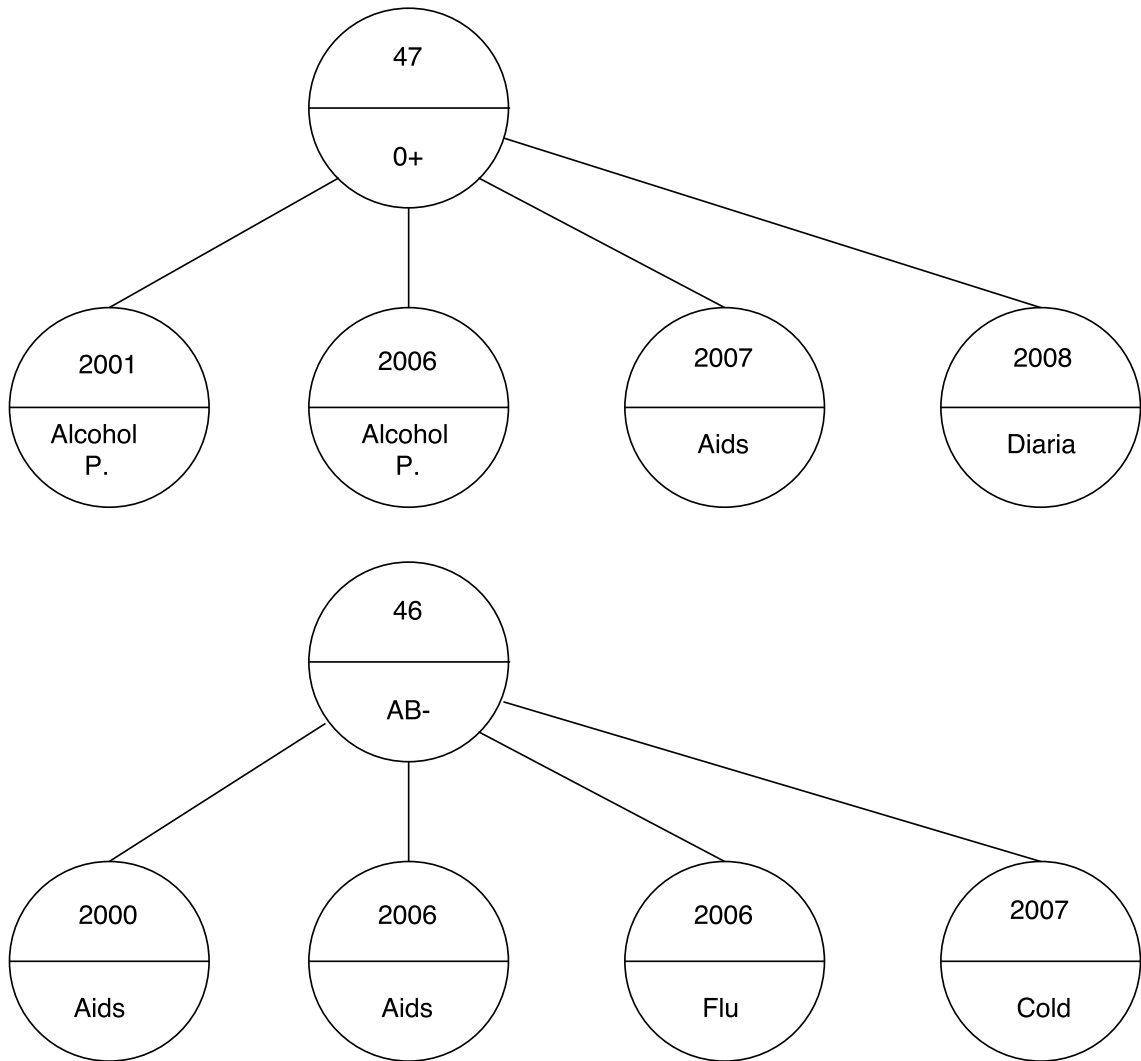 47
0+
2001
Alcohol
P.
2006
Alcohol
P.
2007
Aids
2008
Diaria
46
AB-
2000
Aids
2006
Aids
2006
Flu
2007
Cold